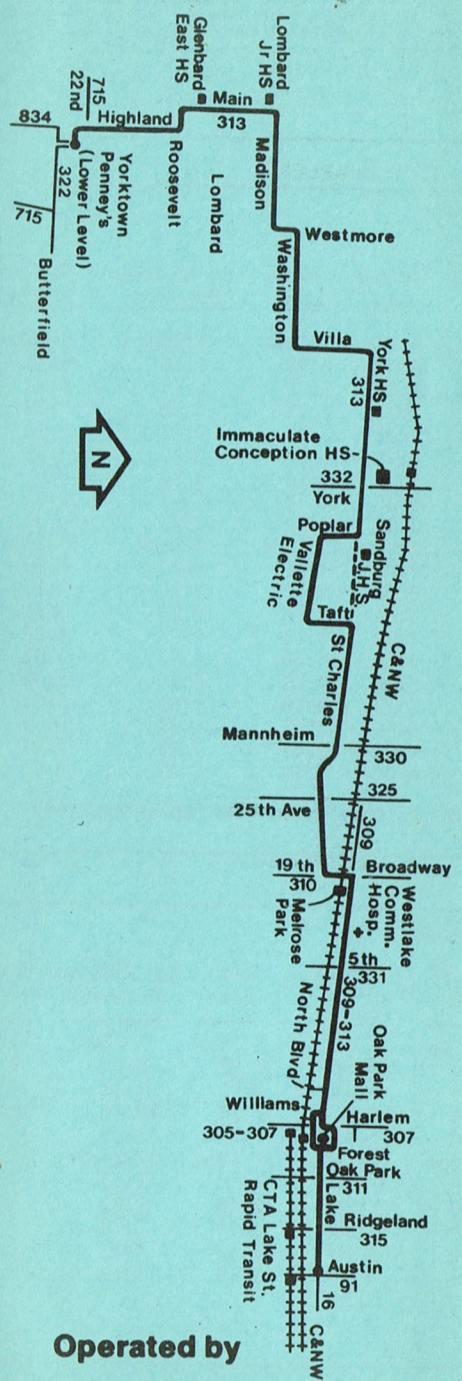 Lombard
Jr HS
Glenbard
East HS
Main
313
715
22nd
Highland
834
322
715
Butterfield
Yorktown
Penney's
(Lower Level)
Roosevelt
Lombard
Madison
Westmore
Washington
Villa
York HS
313
N
Immaculate
Conception HS-
332
York
Poplar
Sandburg
J.H.S.
Vallette
Electric
Taft
St Charles
C&NW
Mannheim
330
325
25th Ave
309
19th
310
Broadway
Melrose
Park
Westlake
Comm.
Hosp.
5th
331
309-313
North Blvd
Oak Park
Mall
Williams
305-307
Harlem
307
Forest
Oak Park
311
Lake
Ridgeland
315
Austin
91
16
CTA Lake St.
Rapid Transit
C&NW
Operated by